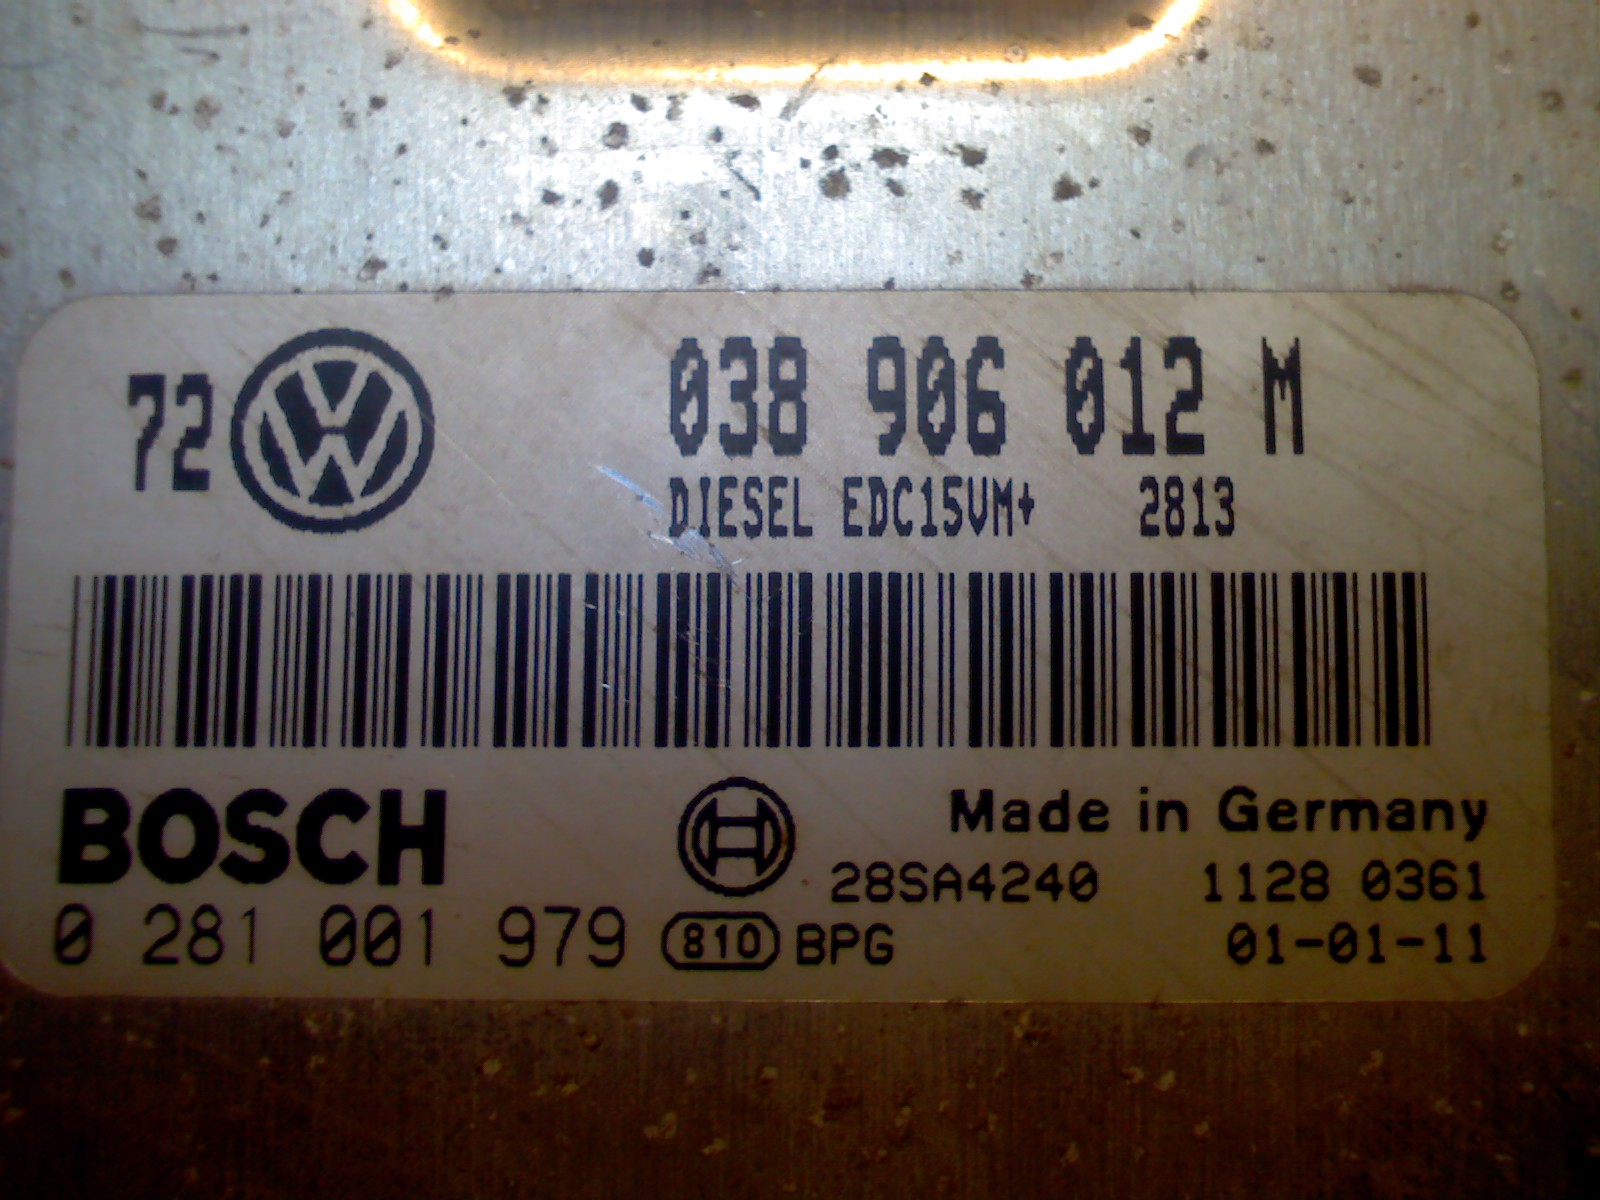 72 038 906 012 M
DIESEL EDC15VM+ 2813
BOSCH
Made in Germany
28SA4240 1128 0361
0 281 001 979 810 BPG 01-01-11